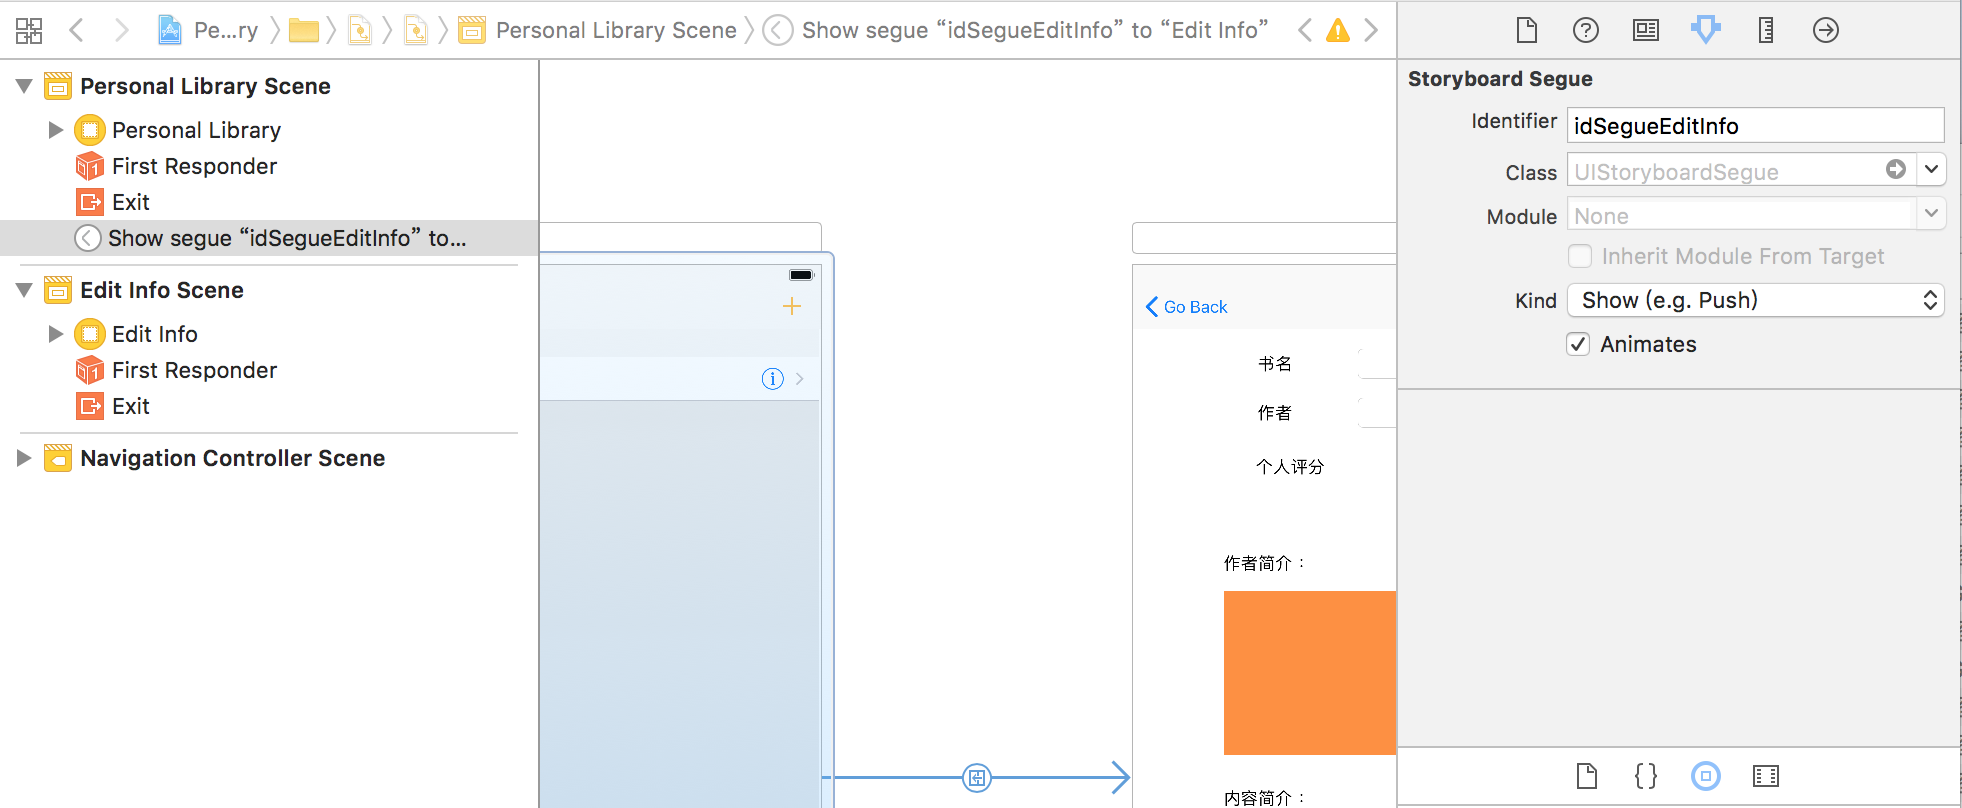 Pe...ry
Personal Library Scene
Show segue “idSegueEditInfo” to “Edit Info”
Personal Library Scene
Personal Library
First Responder
Exit
Show segue “idSegueEditInfo” to...
Edit Info Scene
Edit Info
First Responder
Exit
Navigation Controller Scene
Go Back
书名
作者
个人评分
作者简介：
内容简介：
Storyboard Segue
Identifier
idSegueEditInfo
Class
UIStoryboardSegue
Module
None
Inherit Module From Target
Kind
Show (e.g. Push)
Animates